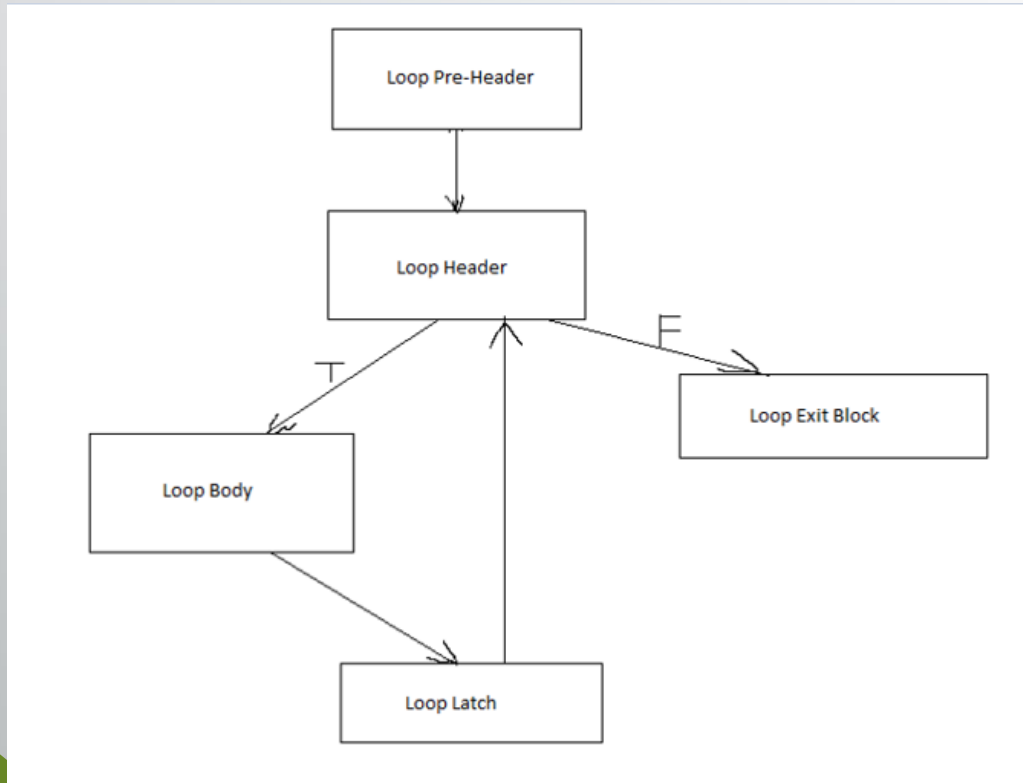 Loop Pre-Header
Loop Header
T
F
Loop Exit Block
Loop Body
Loop Latch